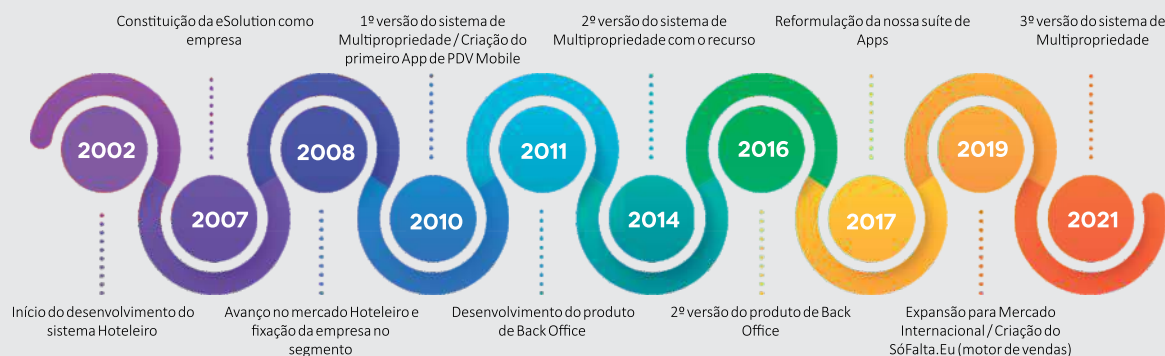 Constituição da eSolution como
empresa
1º versão do sistema de
Multipropriedade / Criação do
primeiro App de PDV Mobile
2º versão do sistema de
Multipropriedade com o recurso
Reformulação da nossa suíte de
Apps
3º versão do sistema de
Multipropriedade
2002
2007
2008
2010
2011
2014
2016
2017
2019
2021
Início do desenvolvimento do
sistema Hoteleiro
Avanço no mercado Hoteleiro e
fixação da empresa no
segmento
Desenvolvimento do produto
de Back Office
2º versão do produto de Back
Office
Expansão para Mercado
Internacional / Criação do
SóFalta.Eu (motor de vendas)